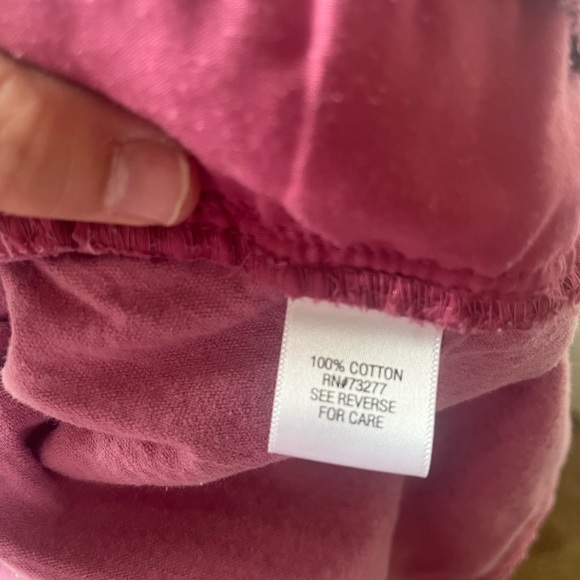 100% COTTON
RN#73277
SEE REVERSE
FOR CARE